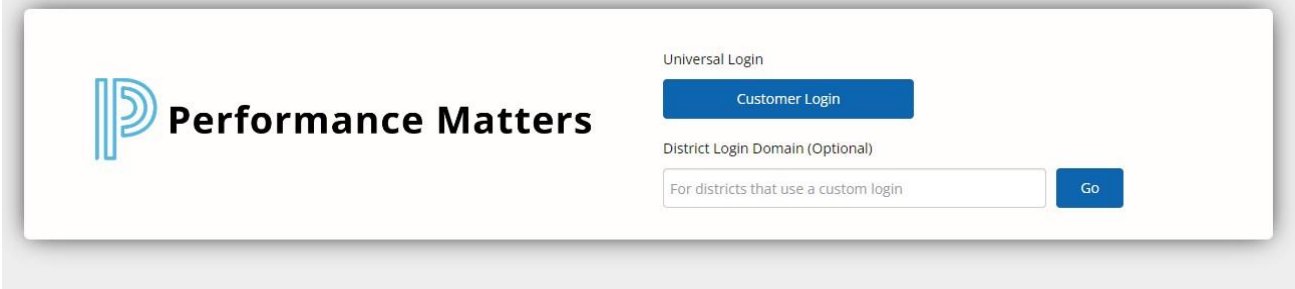 Performance Matters
Universal Login
Customer Login
District Login Domain (Optional)
For districts that use a custom login
Go